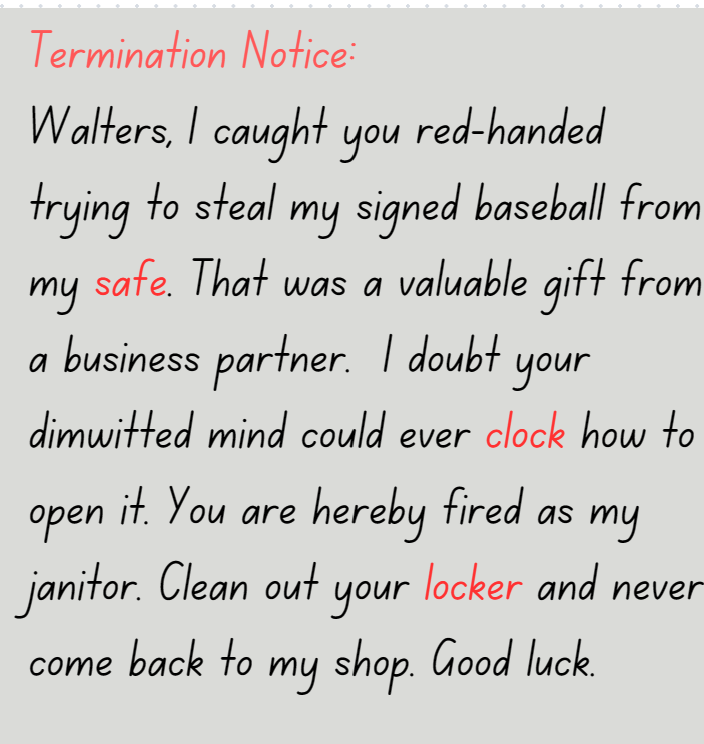 Termination Notice:
Walters, I caught you red-handed
trying to steal my signed baseball from
my safe. That was a valuable gift from
a business partner.  I doubt your
dimwitted mind could ever clock how to
open it. You are hereby fired as my
janitor. Clean out your locker and never
come back to my shop. Good luck.